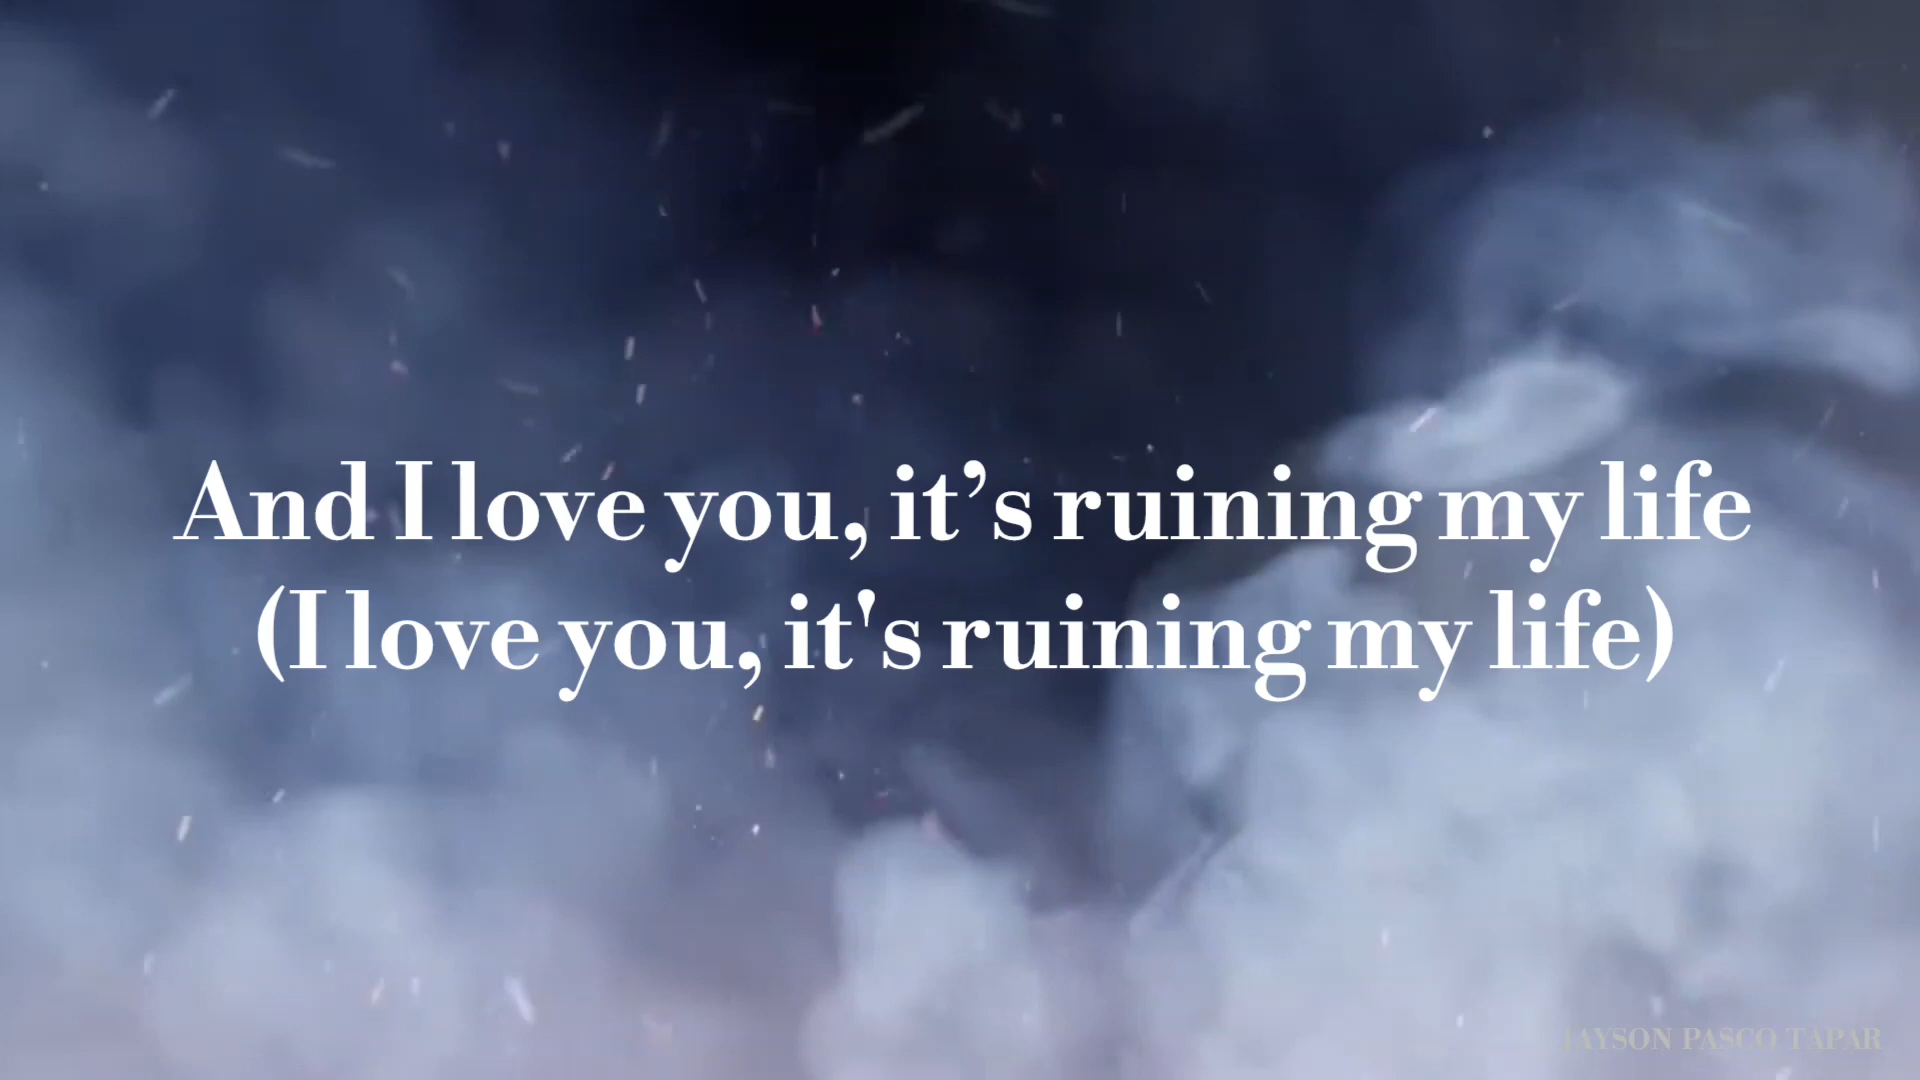 And I love you, it’s ruining my life
(I love you, it's ruining my life)
JAYSON PASCO TAPAR